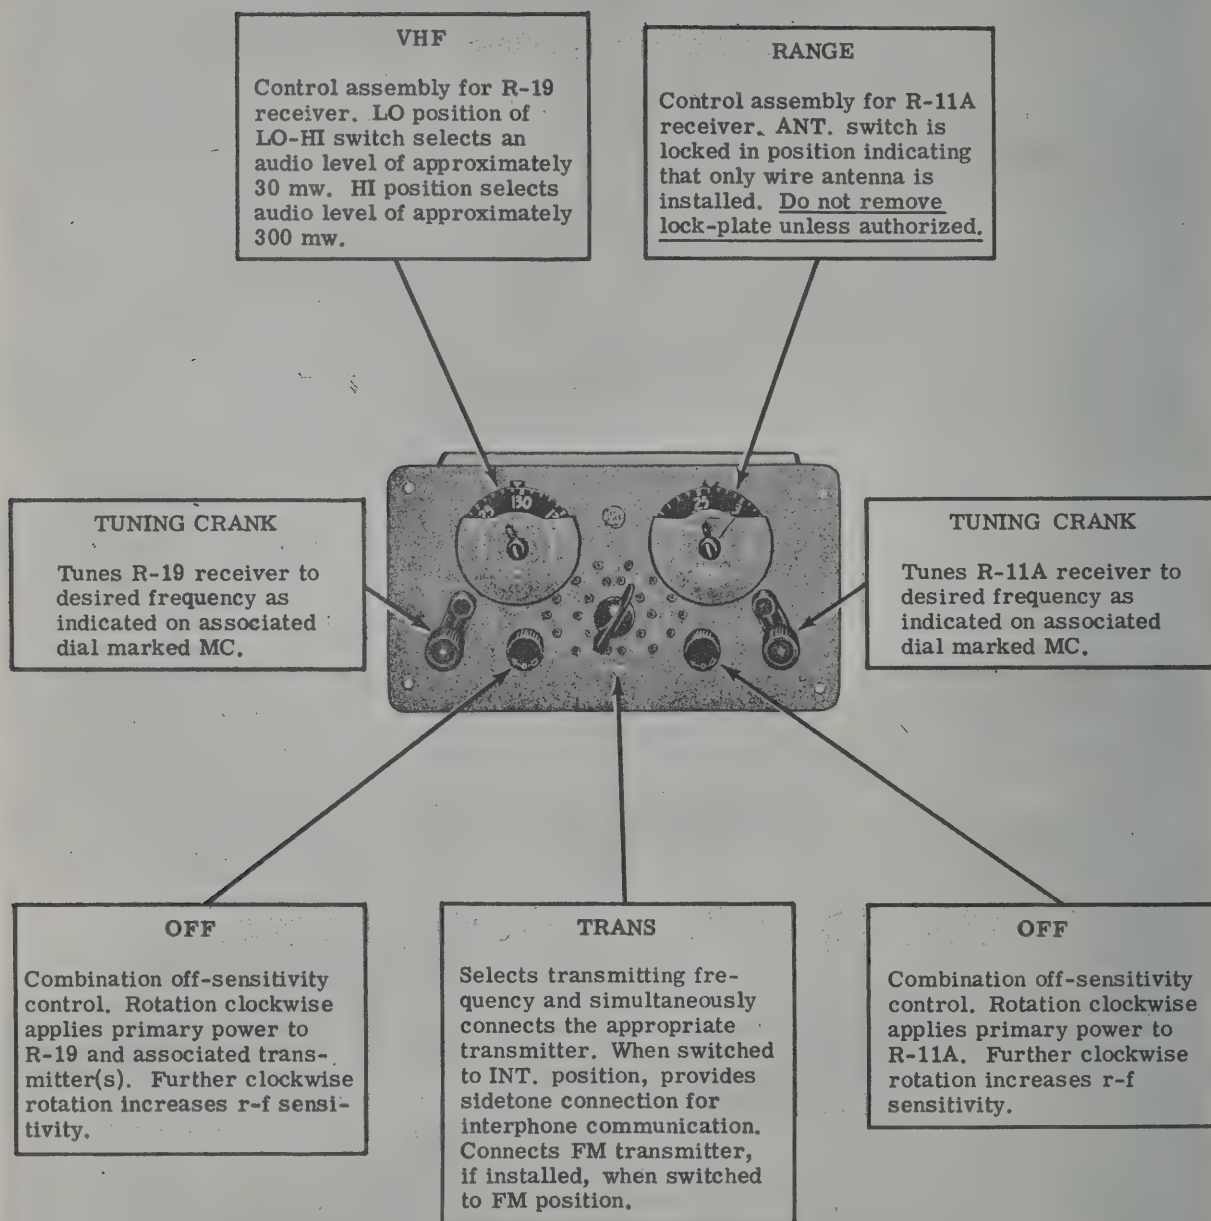 VHF
Control assembly for R-19
receiver. LO position of
LO-HI switch selects an
audio level of approximately
30 mw. HI position selects
audio level of approximately
300 mw.
RANGE
Control assembly for R-11A
receiver. ANT. switch is
locked in position indicating
that only wire antenna is
installed. Do not remove
lock-plate unless authorized.
130
25
TUNING CRANK
Tunes R-19 receiver to
desired frequency as
indicated on associated
dial marked MC.
TUNING CRANK
Tunes R-11A receiver to
desired frequency as
indicated on associated
dial marked MC.
OFF
Combination off-sensitivity
control. Rotation clockwise
applies primary power to
R-19 and associated trans-
mitter(s). Further clockwise
rotation increases r-f sensi-
tivity.
TRANS
Selects transmitting fre-
quency and simultaneously
connects the appropriate
transmitter. When switched
to INT. position, provides
sidetone connection for
interphone communication.
Connects FM transmitter,
if installed, when switched
to FM position.
OFF
Combination off-sensitivity
control. Rotation clockwise
applies primary power to
R-11A. Further clockwise
rotation increases r-f
sensitivity.